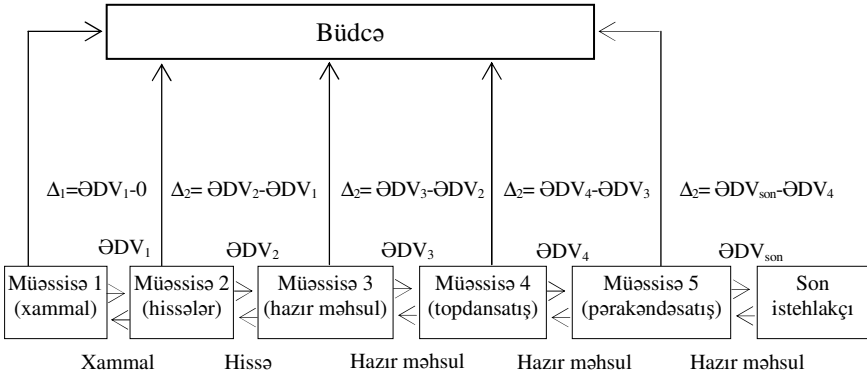 Büdcə
Δ₁=ƏDV₁-0 Δ₂= ƏDV₂-ƏDV₁ Δ₂= ƏDV₃-ƏDV₂ Δ₂= ƏDV₄-ƏDV₃ Δ₂= ƏDVson-ƏDV₄
ƏDV₁ ƏDV₂ ƏDV₃ ƏDV₄ ƏDVson
Müəssisə 1
(xammal)
Müəssisə 2
(hissələr)
Müəssisə 3
(hazır məhsul)
Müəssisə 4
(topdansatış)
Müəssisə 5
(pərakəndəsatış)
Son
istehlakçı
Xammal Hissə Hazır məhsul Hazır məhsul Hazır məhsul